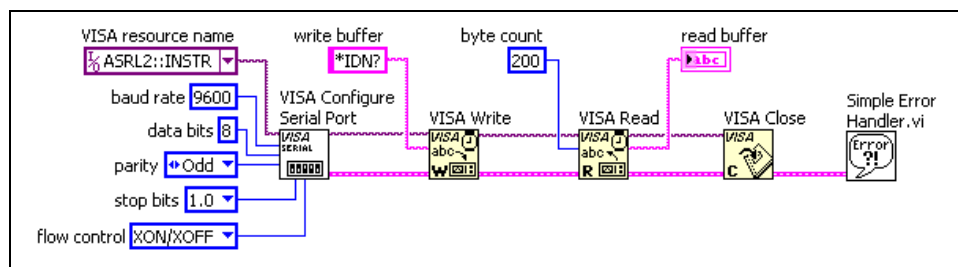 VISA resource name
I/O ASRL2::INSTR
write buffer
*IDN?
byte count
200
read buffer
abc
baud rate 9600
data bits 8
parity Odd
stop bits 1.0
flow control XON/XOFF
VISA Configure
Serial Port
VISA
SERIAL
VISA Write
VISA
abc
W
VISA Read
VISA
abc
R
VISA Close
VISA
C
Simple Error
Handler.vi
Error
?!